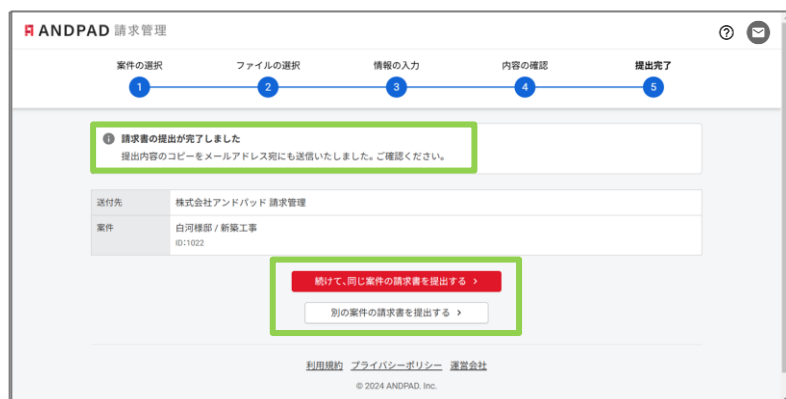 ANDPAD 請求管理
案件の選択 ファイルの選択 情報の入力 内容の確認 提出完了
1 2 3 4 5
請求書の提出が完了しました
提出内容のコピーをメールアドレス宛にも送信いたしました。ご確認ください。
送付先 株式会社アンドパッド 請求管理
案件 白河様邸 / 新築工事
ID:1022
続けて、同じ案件の請求書を提出する
別の案件の請求書を提出する
利用規約 プライバシーポリシー 運営会社
© 2024 ANDPAD, Inc.